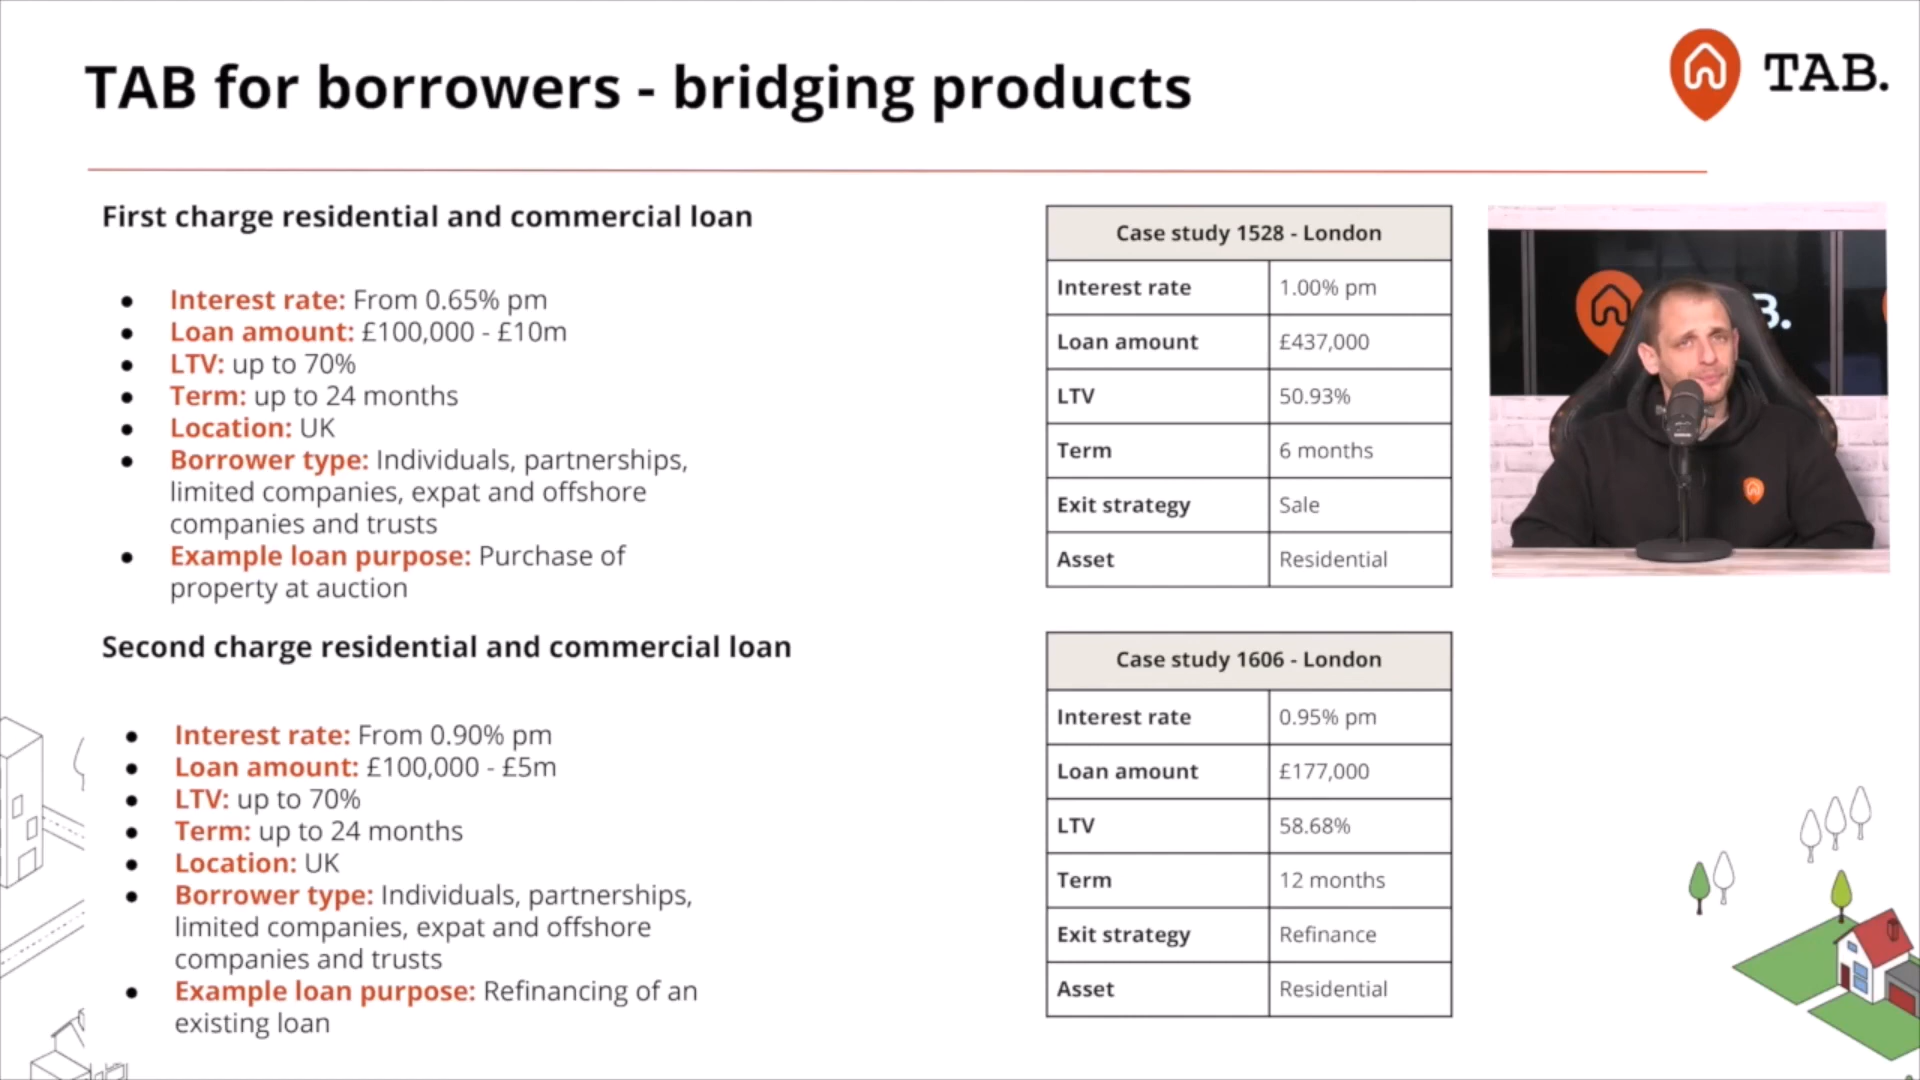 TAB for borrowers - bridging products
TAB.
First charge residential and commercial loan
● Interest rate: From 0.65% pm
● Loan amount: £100,000 - £10m
● LTV: up to 70%
● Term: up to 24 months
● Location: UK
● Borrower type: Individuals, partnerships,
limited companies, expat and offshore
companies and trusts
● Example loan purpose: Purchase of
property at auction
Second charge residential and commercial loan
● Interest rate: From 0.90% pm
● Loan amount: £100,000 - £5m
● LTV: up to 70%
● Term: up to 24 months
● Location: UK
● Borrower type: Individuals, partnerships,
limited companies, expat and offshore
companies and trusts
● Example loan purpose: Refinancing of an
existing loan
Case study 1528 - London
Interest rate 1.00% pm
Loan amount £437,000
LTV 50.93%
Term 6 months
Exit strategy Sale
Asset Residential
Case study 1606 - London
Interest rate 0.95% pm
Loan amount £177,000
LTV 58.68%
Term 12 months
Exit strategy Refinance
Asset Residential
B.